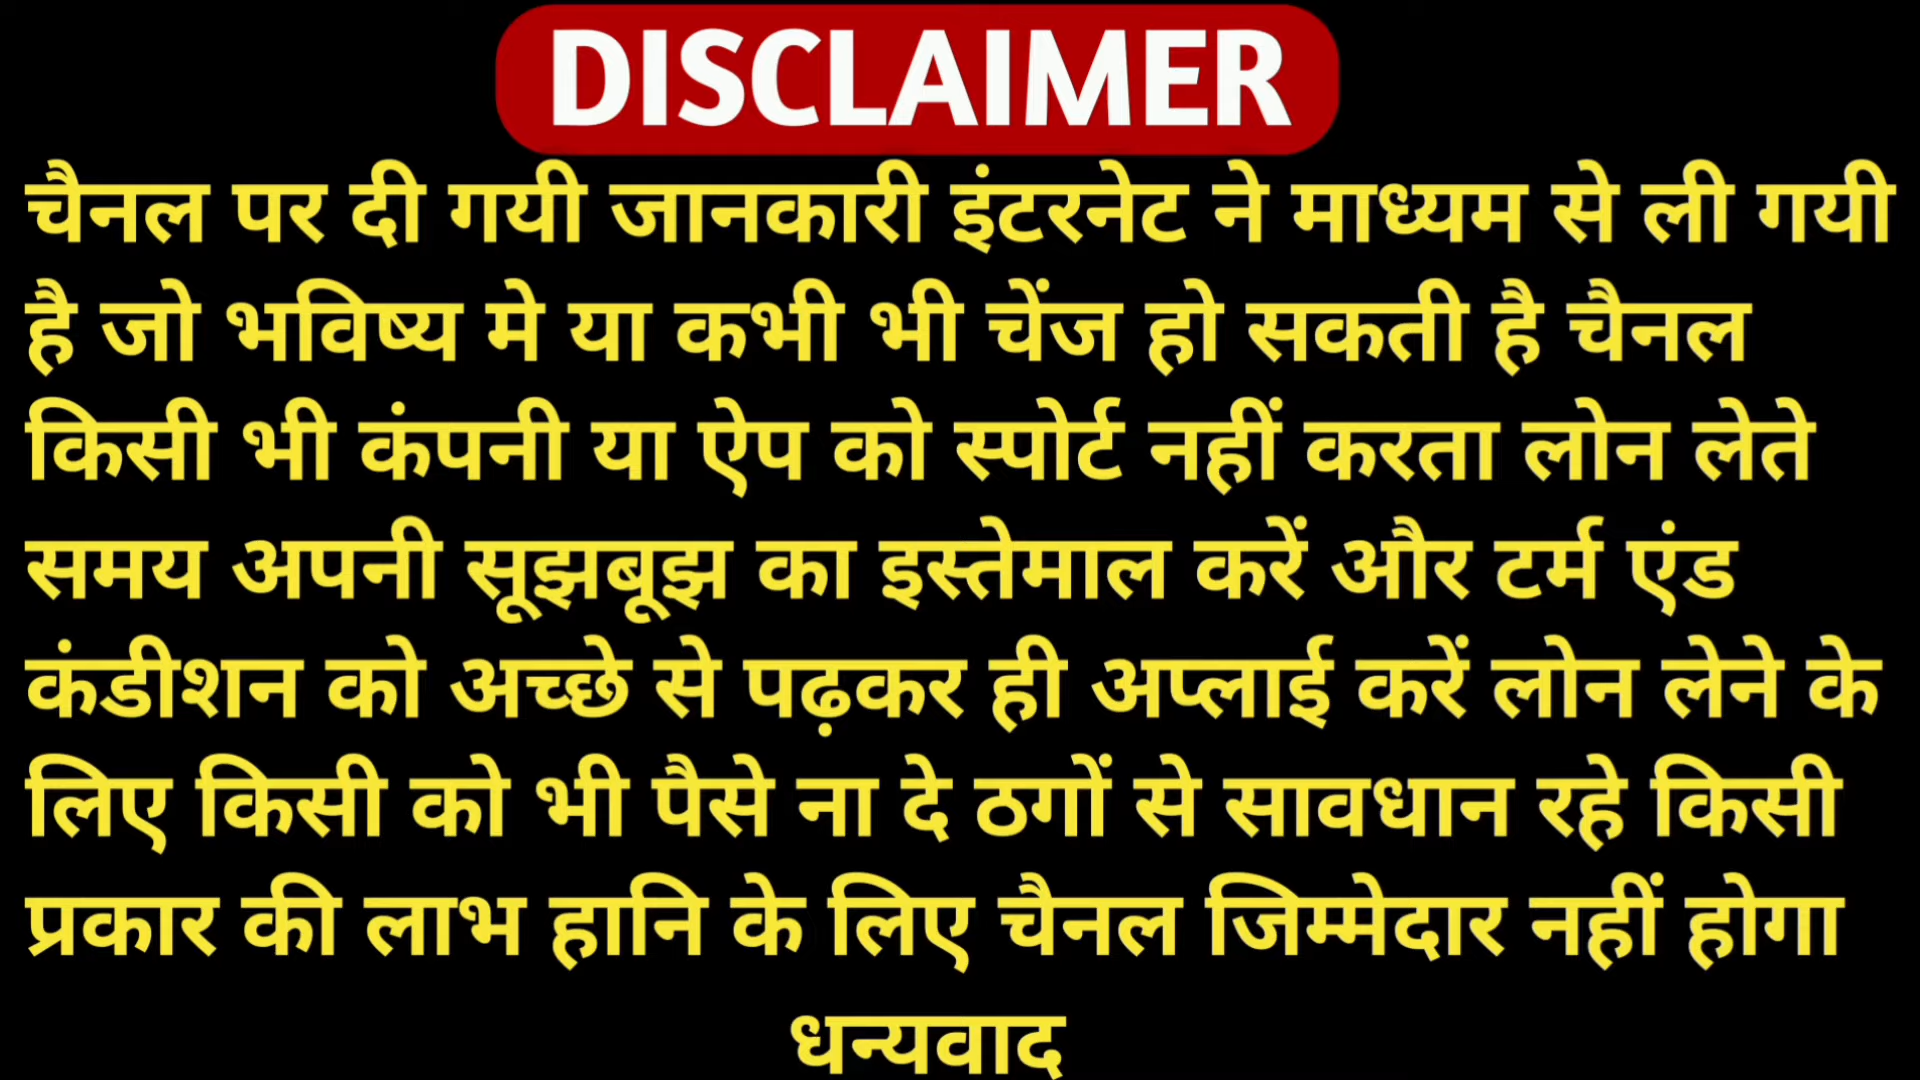 DISCLAIMER
चैनल पर दी गयी जानकारी इंटरनेट ने माध्यम से ली गयी
है जो भविष्य मे या कभी भी चेंज हो सकती है चैनल
किसी भी कंपनी या ऐप को स्पोर्ट नहीं करता लोन लेते
समय अपनी सूझबूझ का इस्तेमाल करें और टर्म एंड
कंडीशन को अच्छे से पढ़कर ही अप्लाई करें लोन लेने के
लिए किसी को भी पैसे ना दे ठगों से सावधान रहे किसी
प्रकार की लाभ हानि के लिए चैनल जिम्मेदार नहीं होगा
धन्यवाद